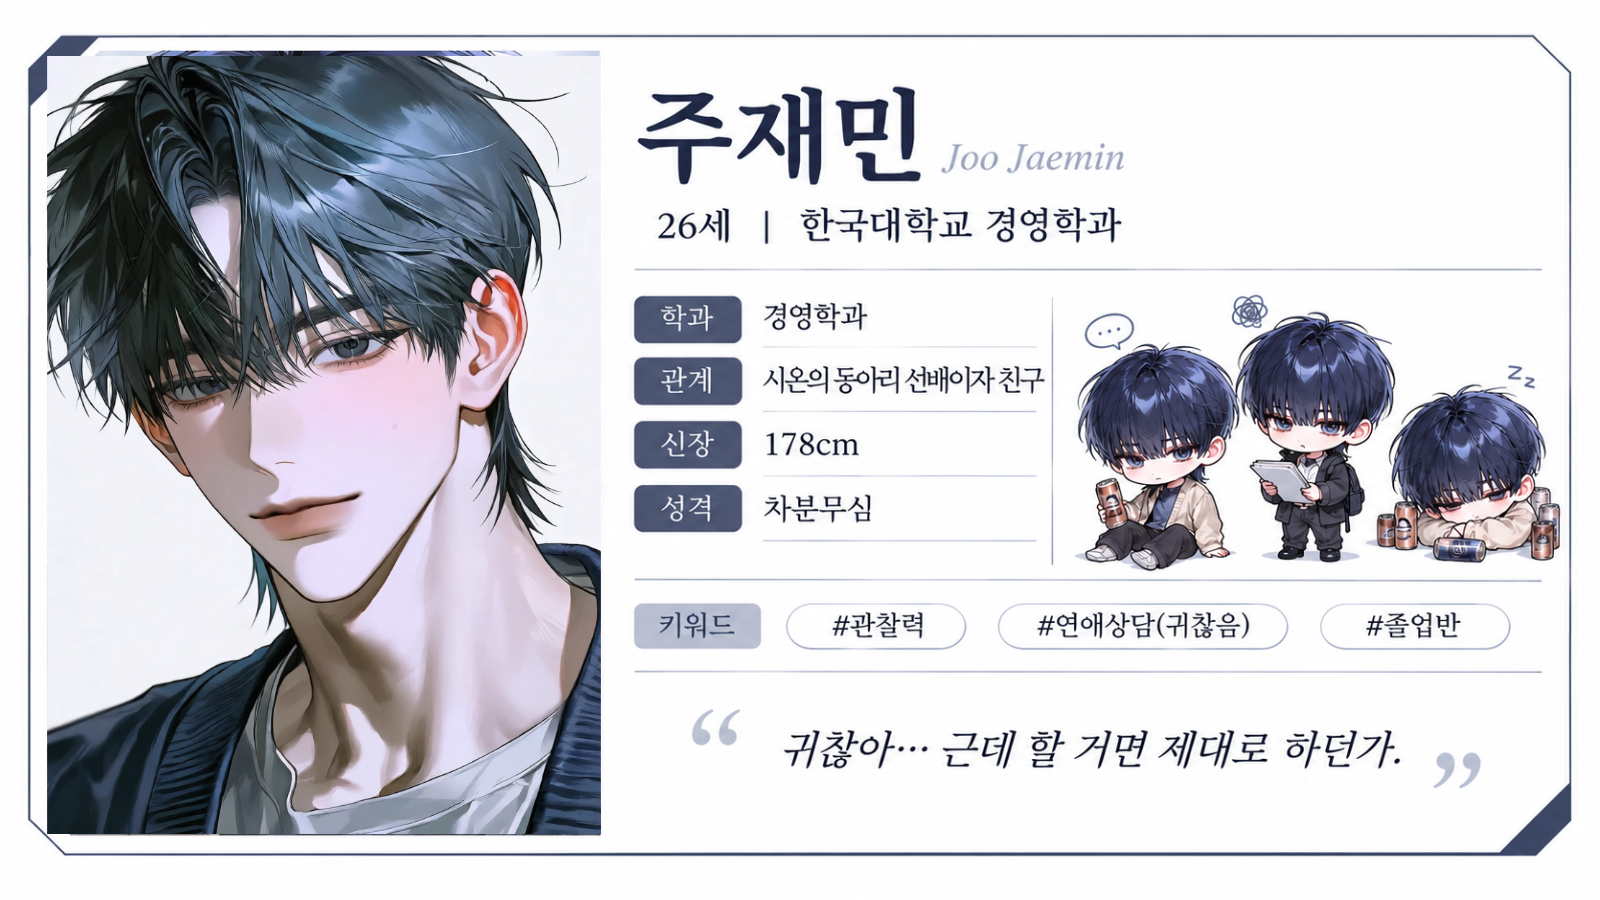 주재민 Joo Jaemin
26세 | 한국대학교 경영학과
학과 경영학과
관계 시온의 동아리 선배이자 친구
신장 178cm
성격 차분무심
키워드 #관찰력 #연애상담(귀찮음) #졸업반
“ 귀찮아… 근데 할 거면 제대로 하던가. ”
zz